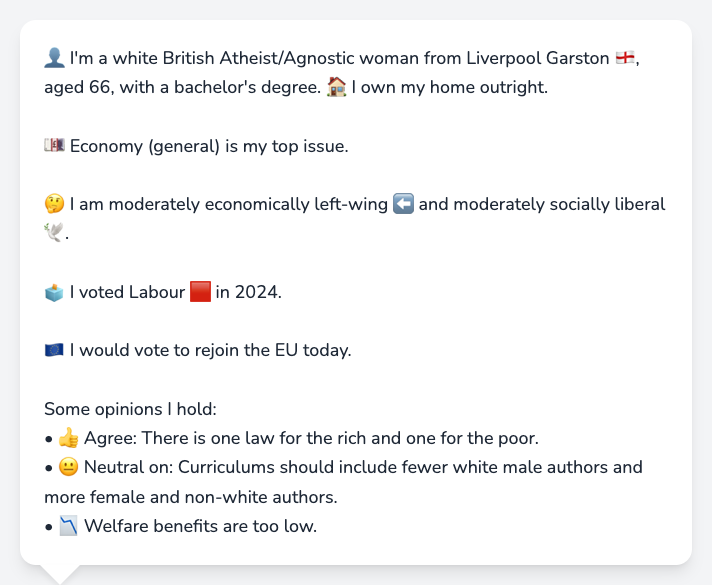 👤 I'm a white British Atheist/Agnostic woman from Liverpool Garston 🏴󠁧󠁢󠁥󠁮󠁧󠁿,
aged 66, with a bachelor's degree. 🏠 I own my home outright.
💷 Economy (general) is my top issue.
🤔 I am moderately economically left-wing ⬅️ and moderately socially liberal
🕊️.
🗳️ I voted Labour 🟥 in 2024.
🇪🇺 I would vote to rejoin the EU today.
Some opinions I hold:
• 👍 Agree: There is one law for the rich and one for the poor.
• 😐 Neutral on: Curriculums should include fewer white male authors and
more female and non-white authors.
• 📉 Welfare benefits are too low.